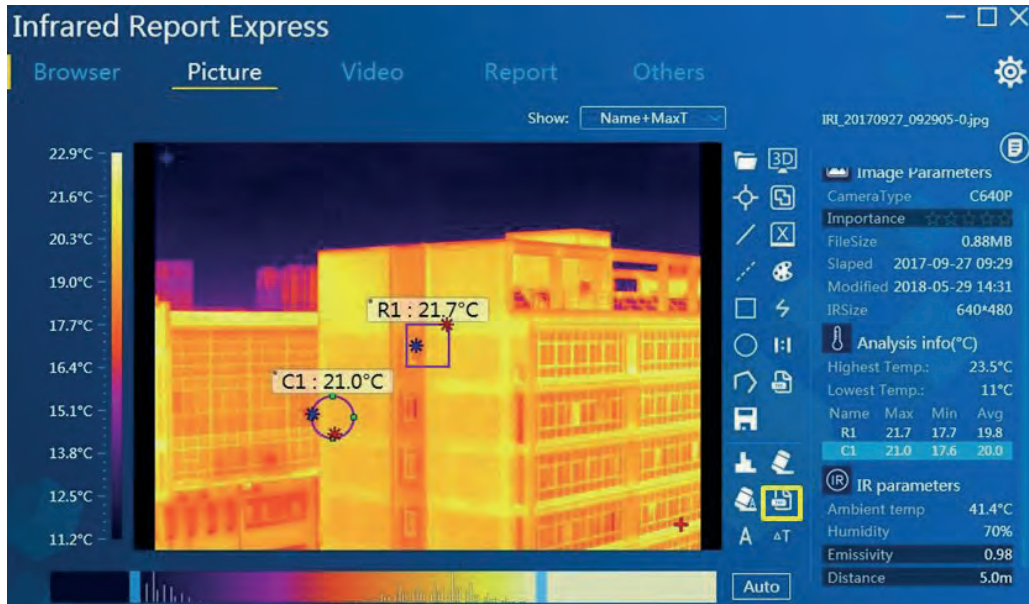 Infrared Report Express
Browser Picture Video Report Others
Show: Name+MaxT
IRI_20170927_092905-0.jpg
22.9°C
21.6°C
20.3°C
19.0°C
17.7°C
16.4°C
15.1°C
13.8°C
12.5°C
11.2°C
R1 : 21.7°C
C1 : 21.0°C
3D
X
1:1
A ΔT
Auto
Image Parameters
CameraType C640P
Importance
FileSize 0.88MB
Slaped 2017-09-27 09:29
Modified 2018-05-29 14:31
IRSize 640*480
Analysis info(°C)
Highest Temp.: 23.5°C
Lowest Temp.: 11°C
Name Max Min Avg
R1 21.7 17.7 19.8
C1 21.0 17.6 20.0
IR IR parameters
Ambient temp 41.4°C
Humidity 70%
Emissivity 0.98
Distance 5.0m